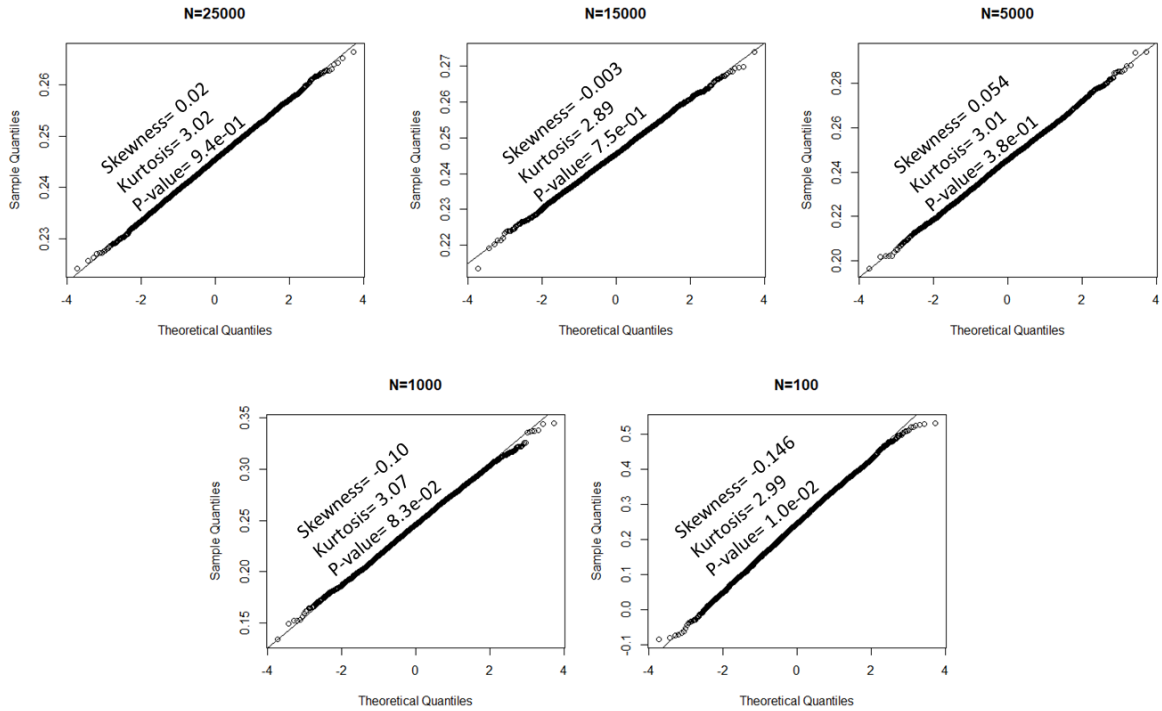 N=25000
Sample Quantiles
0.26
0.25
0.24
0.23
Skewness= 0.02
Kurtosis= 3.02
P-value= 9.4e-01
-4 -2 0 2 4
Theoretical Quantiles
N=15000
Sample Quantiles
0.27
0.26
0.25
0.24
0.23
0.22
Skewness= -0.003
Kurtosis= 2.89
P-value= 7.5e-01
-4 -2 0 2 4
Theoretical Quantiles
N=5000
Sample Quantiles
0.28
0.26
0.24
0.22
0.20
Skewness= 0.054
Kurtosis= 3.01
P-value= 3.8e-01
-4 -2 0 2 4
Theoretical Quantiles
N=1000
Sample Quantiles
0.35
0.30
0.25
0.20
0.15
Skewness= -0.10
Kurtosis= 3.07
P-value= 8.3e-02
-4 -2 0 2 4
Theoretical Quantiles
N=100
Sample Quantiles
0.5
0.4
0.3
0.2
0.1
0.0
-0.1
Skewness= -0.146
Kurtosis= 2.99
P-value= 1.0e-02
-4 -2 0 2 4
Theoretical Quantiles